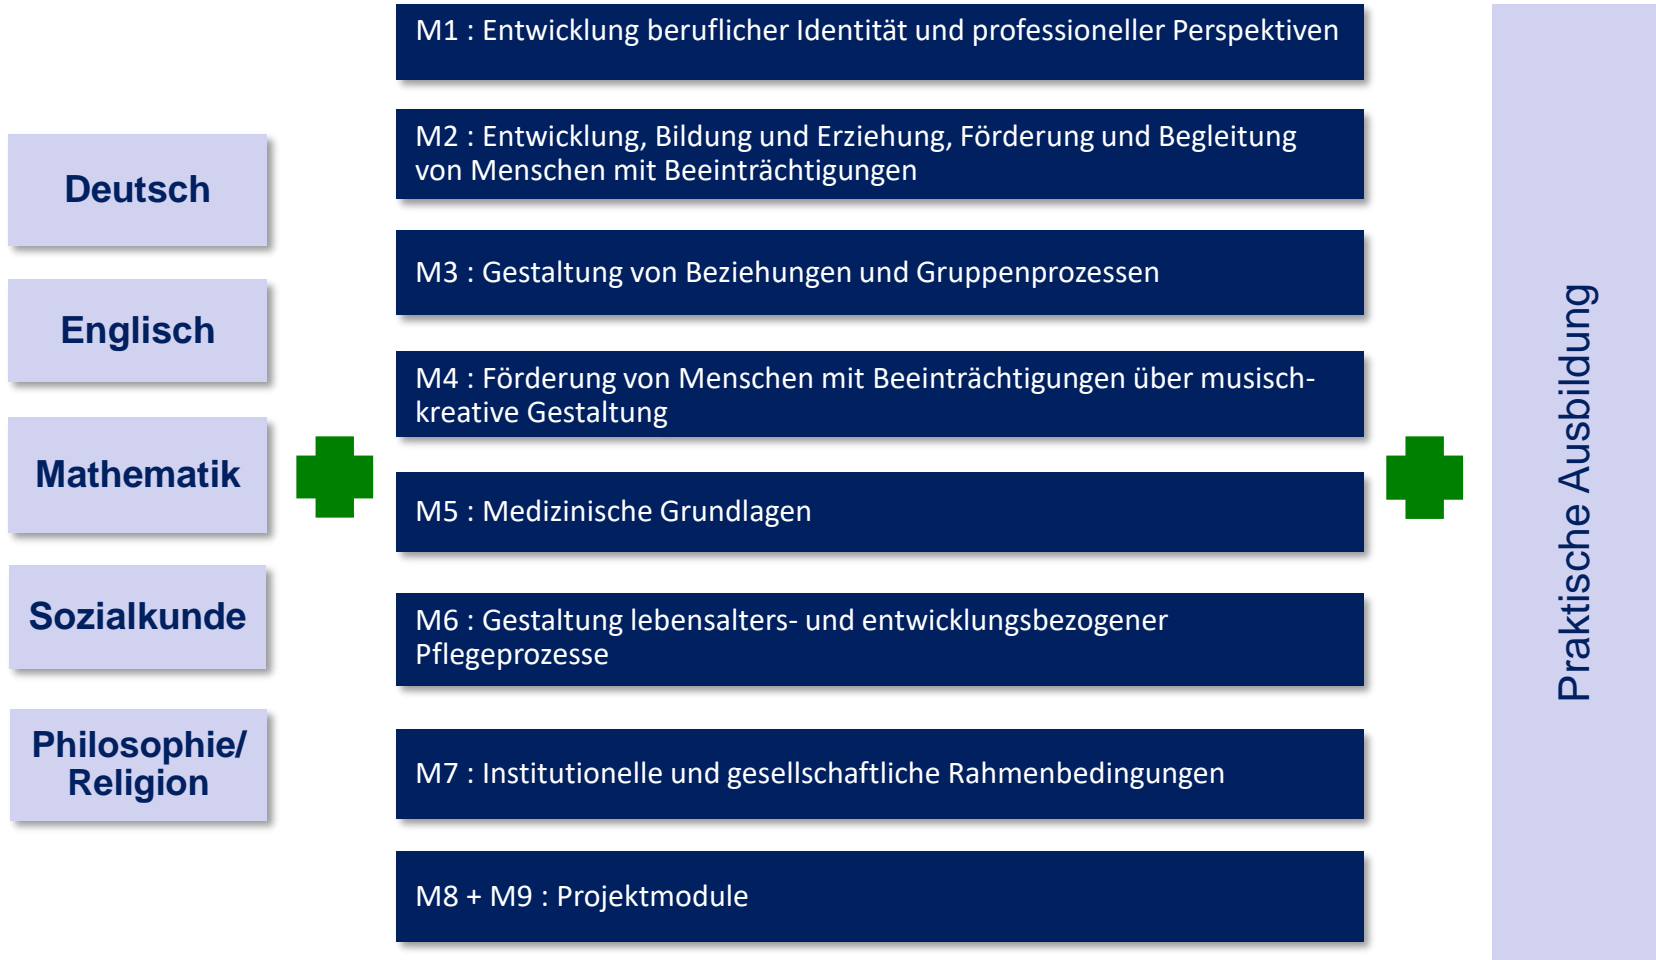 Deutsch
Englisch
Mathematik
Sozialkunde
Philosophie/
Religion
M1 : Entwicklung beruflicher Identität und professioneller Perspektiven
M2 : Entwicklung, Bildung und Erziehung, Förderung und Begleitung
von Menschen mit Beeinträchtigungen
M3 : Gestaltung von Beziehungen und Gruppenprozessen
M4 : Förderung von Menschen mit Beeinträchtigungen über musisch-
kreative Gestaltung
M5 : Medizinische Grundlagen
M6 : Gestaltung lebensalters- und entwicklungsbezogener
Pflegeprozesse
M7 : Institutionelle und gesellschaftliche Rahmenbedingungen
M8 + M9 : Projektmodule
Praktische Ausbildung